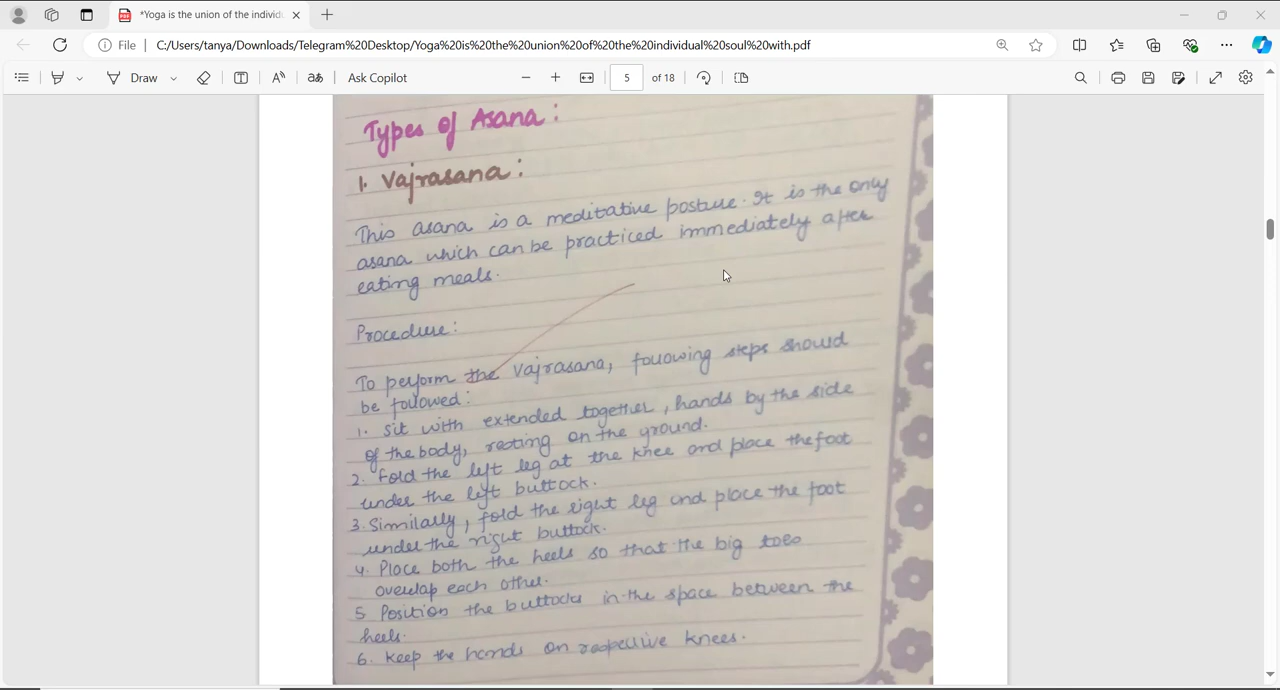 *Yoga is the union of the individu
File
C:/Users/tanya/Downloads/Telegram%20Desktop/Yoga%20is%20the%20union%20of%20the%20individual%20soul%20with.pdf
Draw
Ask Copilot
5 of 18
Types of Asana:
1. Vajrasana:
This asana is a meditative posture. It is the only
asana which can be practiced immediately after
eating meals.
Procedure:
To perform the Vajrasana, following steps should
be followed:
1. Sit with extended together, hands by the side
of the body, resting on the ground.
2. Fold the left leg at the knee and place the foot
under the left buttock.
3. Similarly, fold the right leg and place the foot
under the right buttock.
4. Place both the heels so that the big toes
overlap each other.
5 Position the buttocks in the space between the
heels.
6. Keep the hands on respective knees.